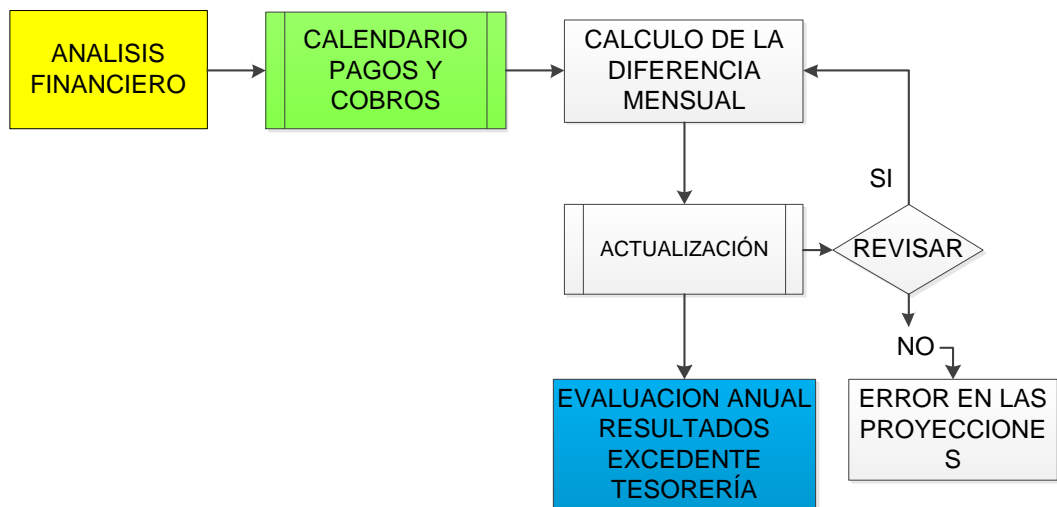 ANALISIS
FINANCIERO
CALENDARIO
PAGOS Y
COBROS
CALCULO DE LA
DIFERENCIA
MENSUAL
SI
ACTUALIZACIÓN
REVISAR
NO
EVALUACION ANUAL
RESULTADOS
EXCEDENTE
TESORERÍA
ERROR EN LAS
PROYECCIONE
S